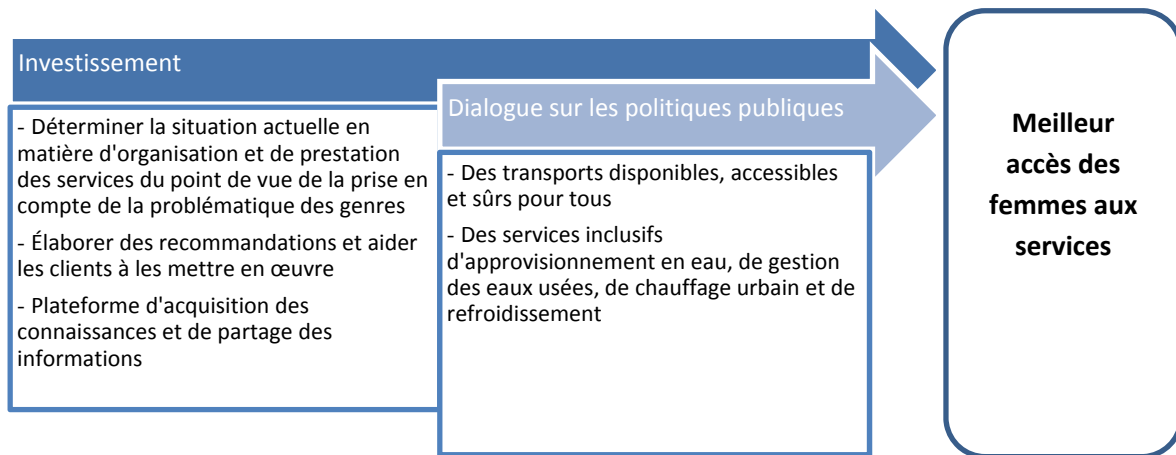 Investissement
- Déterminer la situation actuelle en
matière d'organisation et de prestation
des services du point de vue de la prise en
compte de la problématique des genres
- Élaborer des recommandations et aider
les clients à les mettre en œuvre
- Plateforme d'acquisition des
connaissances et de partage des
informations
Dialogue sur les politiques publiques
- Des transports disponibles, accessibles
et sûrs pour tous
- Des services inclusifs
d'approvisionnement en eau, de gestion
des eaux usées, de chauffage urbain et de
refroidissement
Meilleur
accès des
femmes aux
services